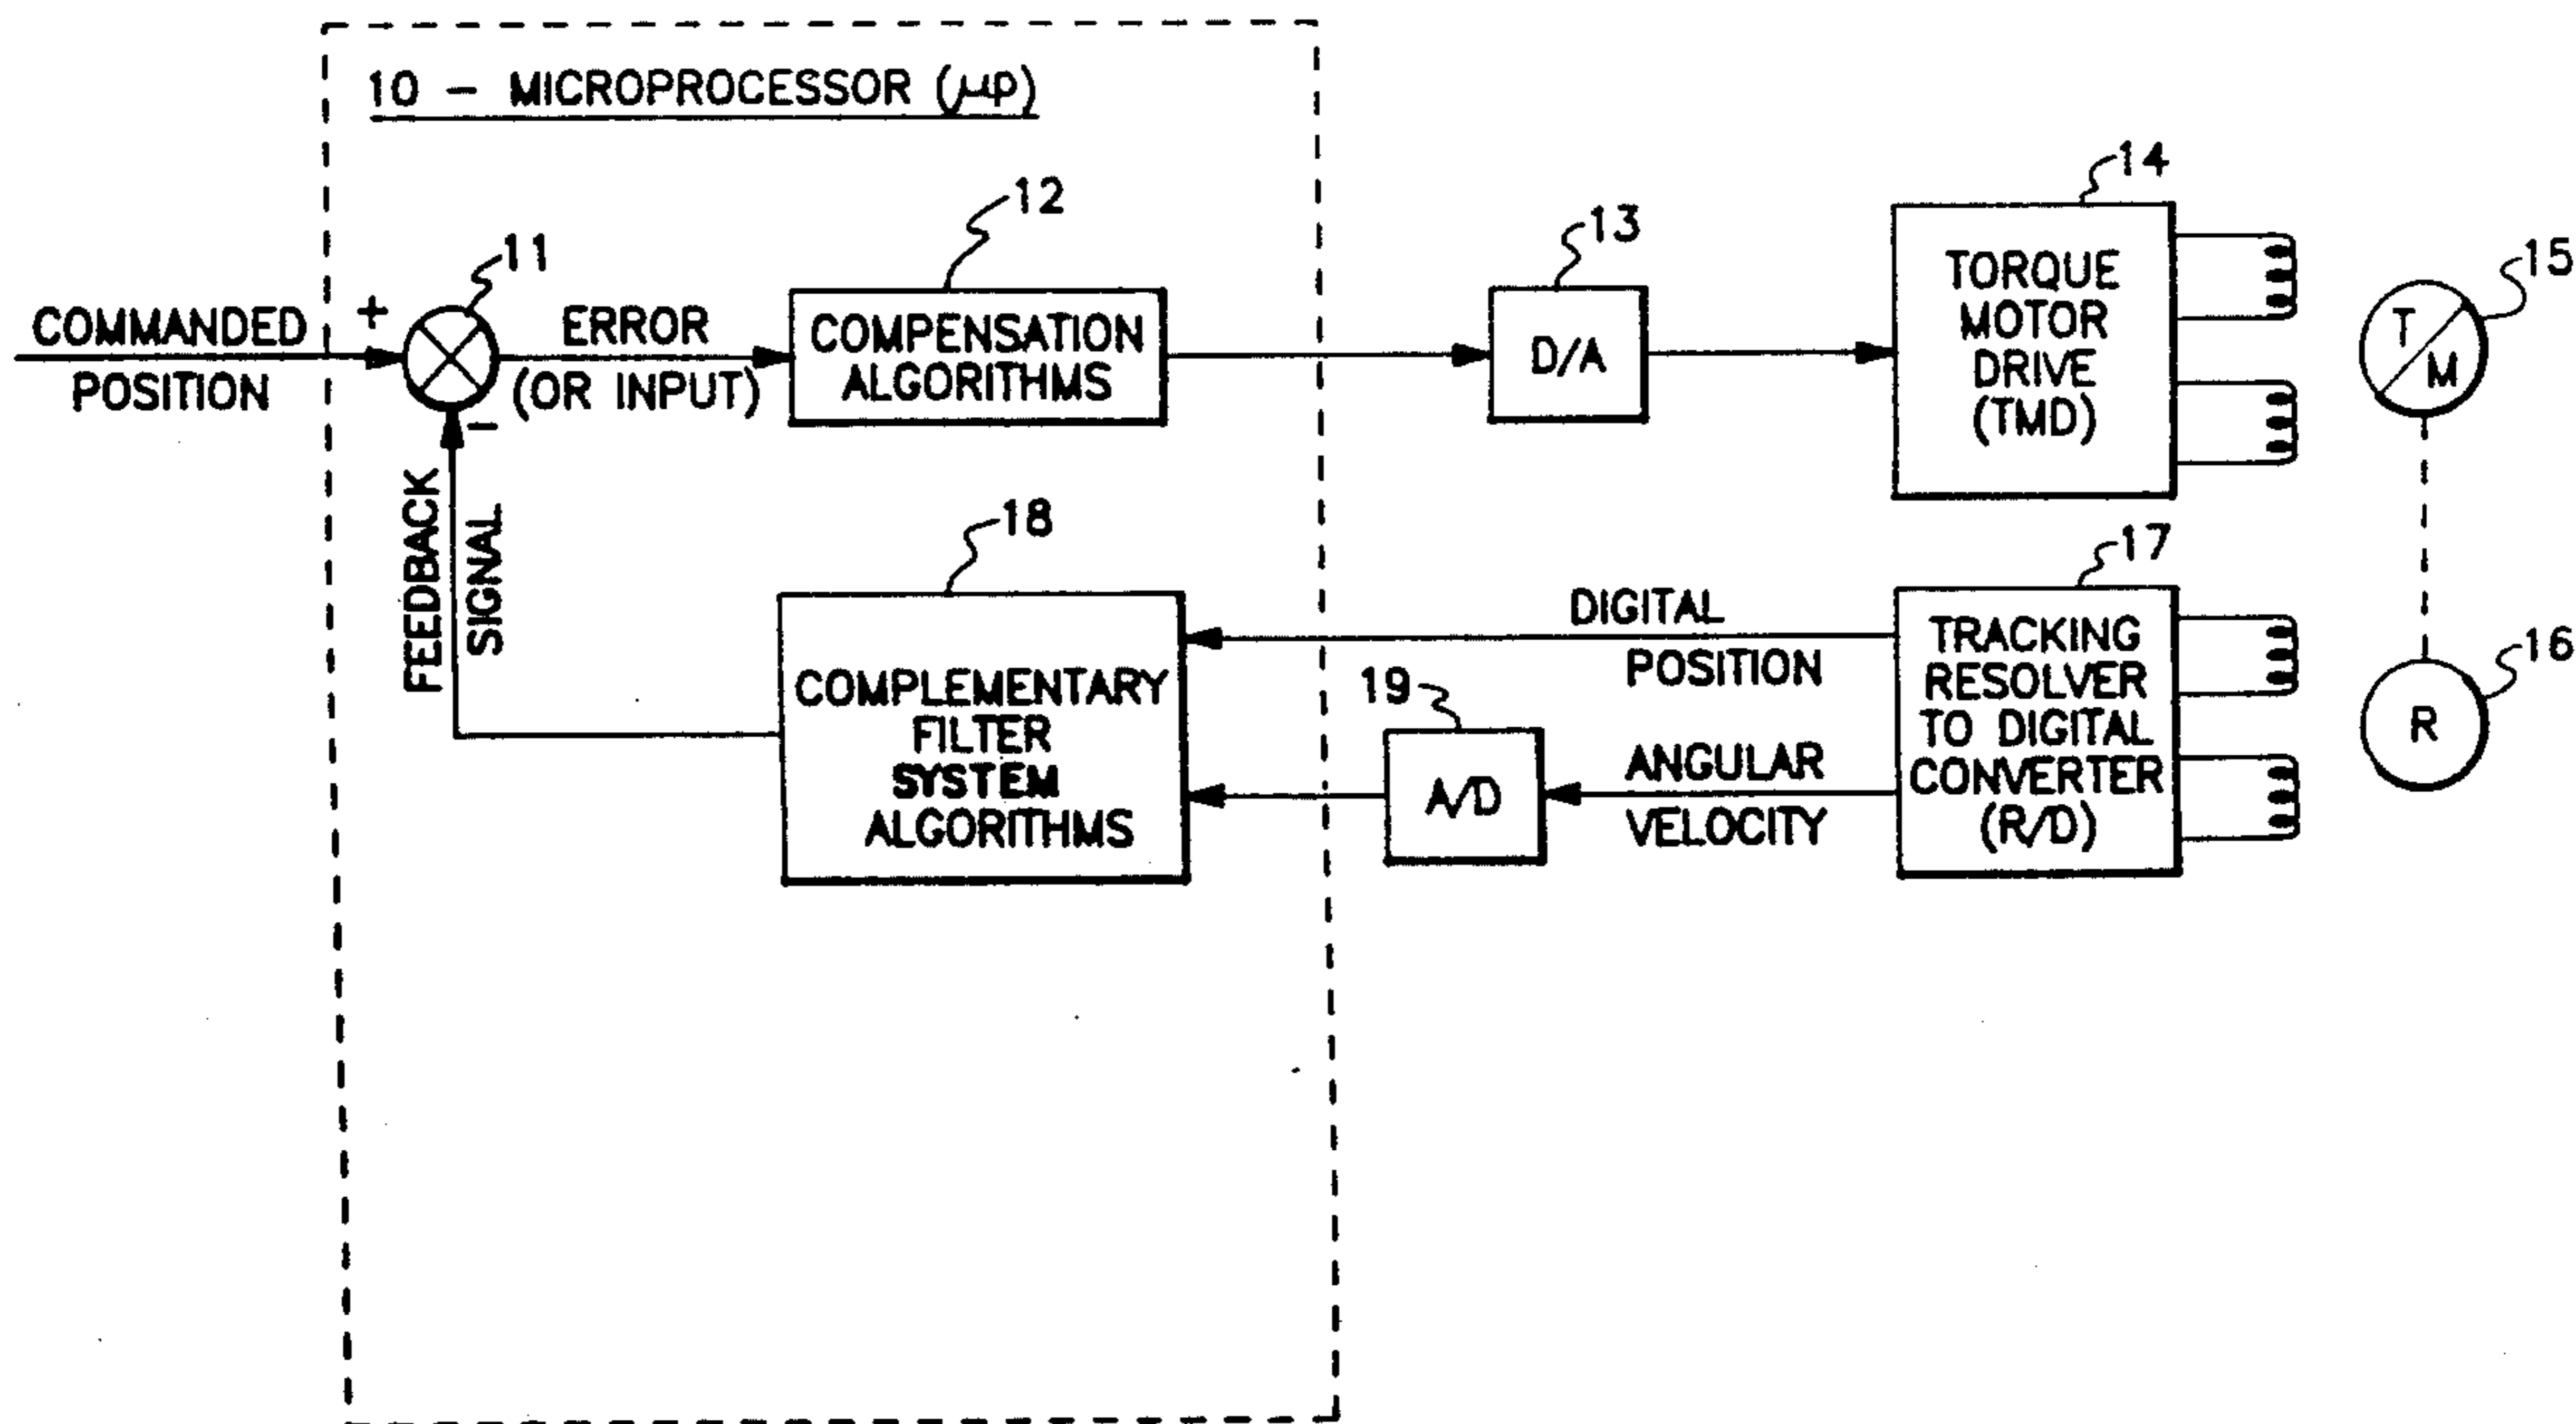 10 - MICROPROCESSOR (μp)
11
12
13
14
15
COMMANDED
POSITION
+
-
ERROR
(OR INPUT)
COMPENSATION
ALGORITHMS
D/A
TORQUE
MOTOR
DRIVE
(TMD)
T/M
FEEDBACK
SIGNAL
18
COMPLEMENTARY
FILTER
SYSTEM
ALGORITHMS
DIGITAL
POSITION
19
A/D
ANGULAR
VELOCITY
17
TRACKING
RESOLVER
TO DIGITAL
CONVERTER
(R/D)
16
R